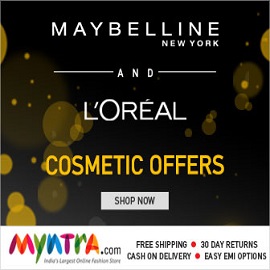 MAYBELLINE
NEW YORK
AND
L'ORÉAL
COSMETIC OFFERS
SHOP NOW
myntra.com
India's Largest Online Fashion Store
FREE SHIPPING ● 30 DAY RETURNS
CASH ON DELIVERY ● EASY EMI OPTIONS